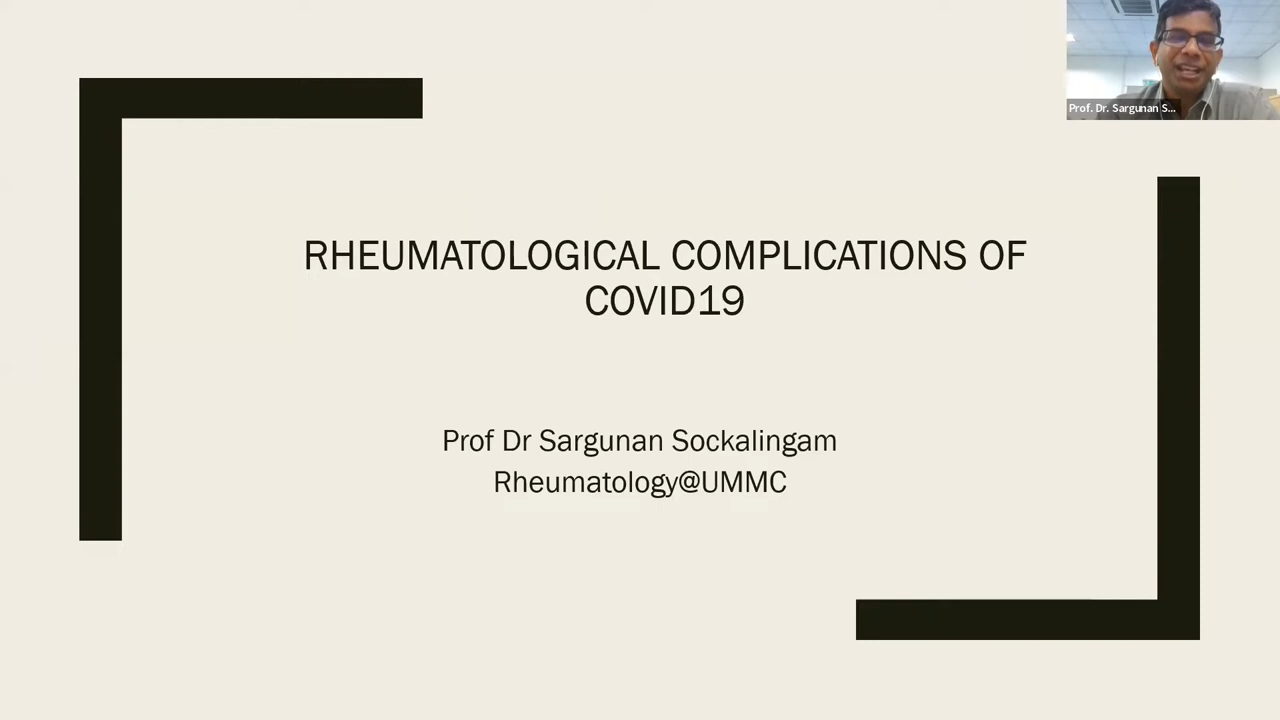 Prof. Dr. Sargunan S...
RHEUMATOLOGICAL COMPLICATIONS OF
COVID19
Prof Dr Sargunan Sockalingam
Rheumatology@UMMC